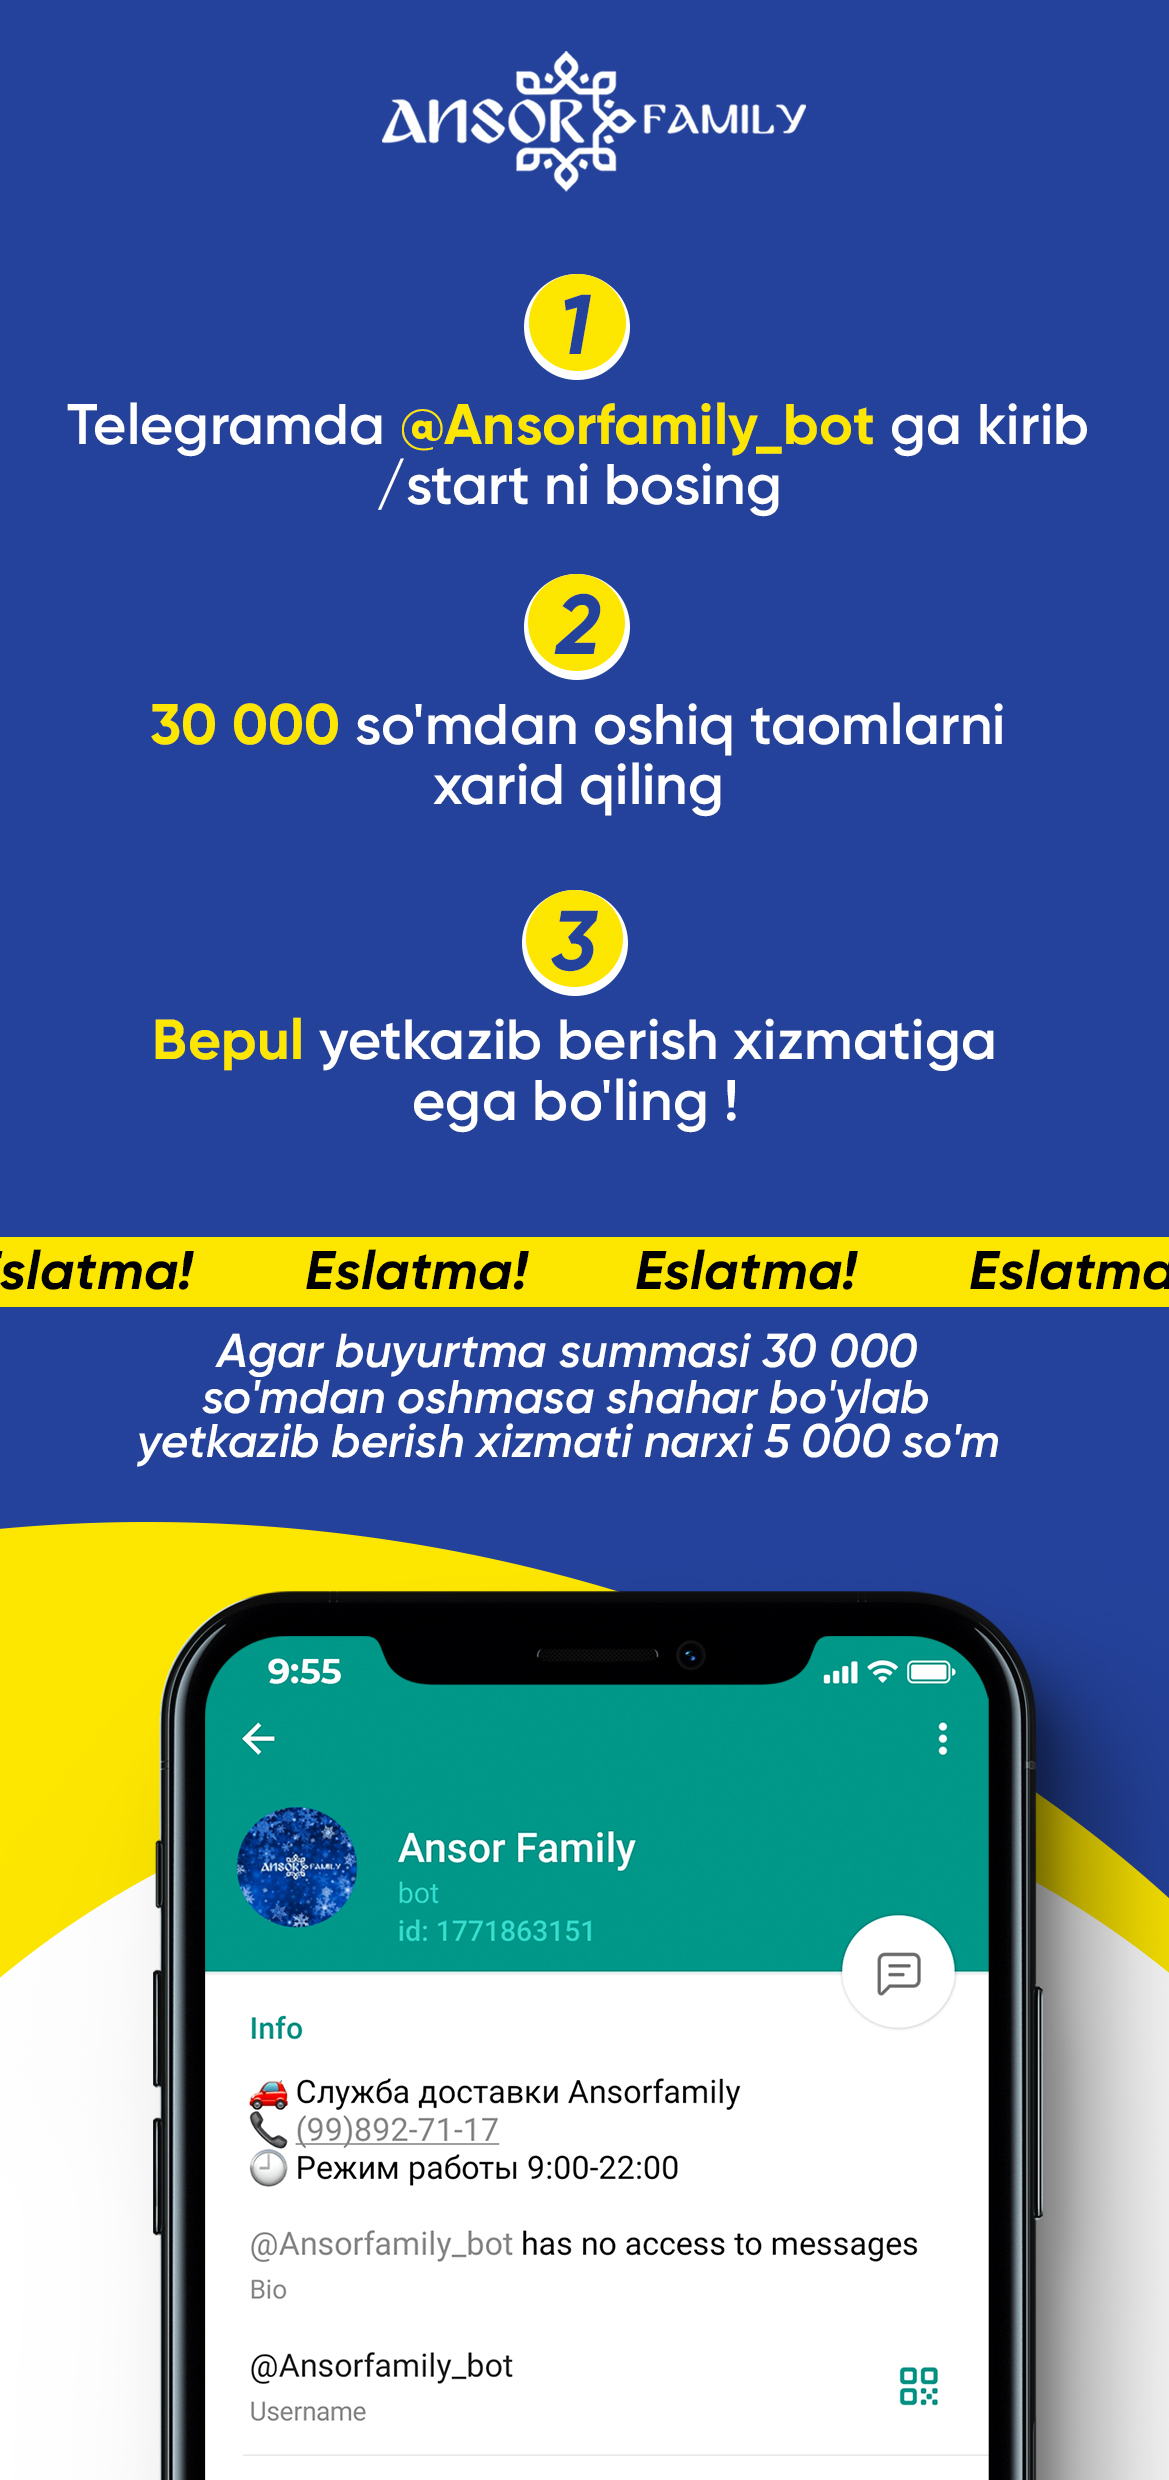 ANSOR FAMILY
1
Telegramda @Ansorfamily_bot ga kirib
/start ni bosing
2
30 000 so'mdan oshiq taomlarni
xarid qiling
3
Bepul yetkazib berish xizmatiga
ega bo'ling !
slatma! Eslatma! Eslatma! Eslatma
Agar buyurtma summasi 30 000
so'mdan oshmasa shahar bo'ylab
yetkazib berish xizmati narxi 5 000 so'm
9:55
ANSOR FAMILY
Ansor Family
bot
id: 1771863151
Info
Служба доставки Ansorfamily
(99)892-71-17
Режим работы 9:00-22:00
@Ansorfamily_bot has no access to messages
Bio
@Ansorfamily_bot
Username